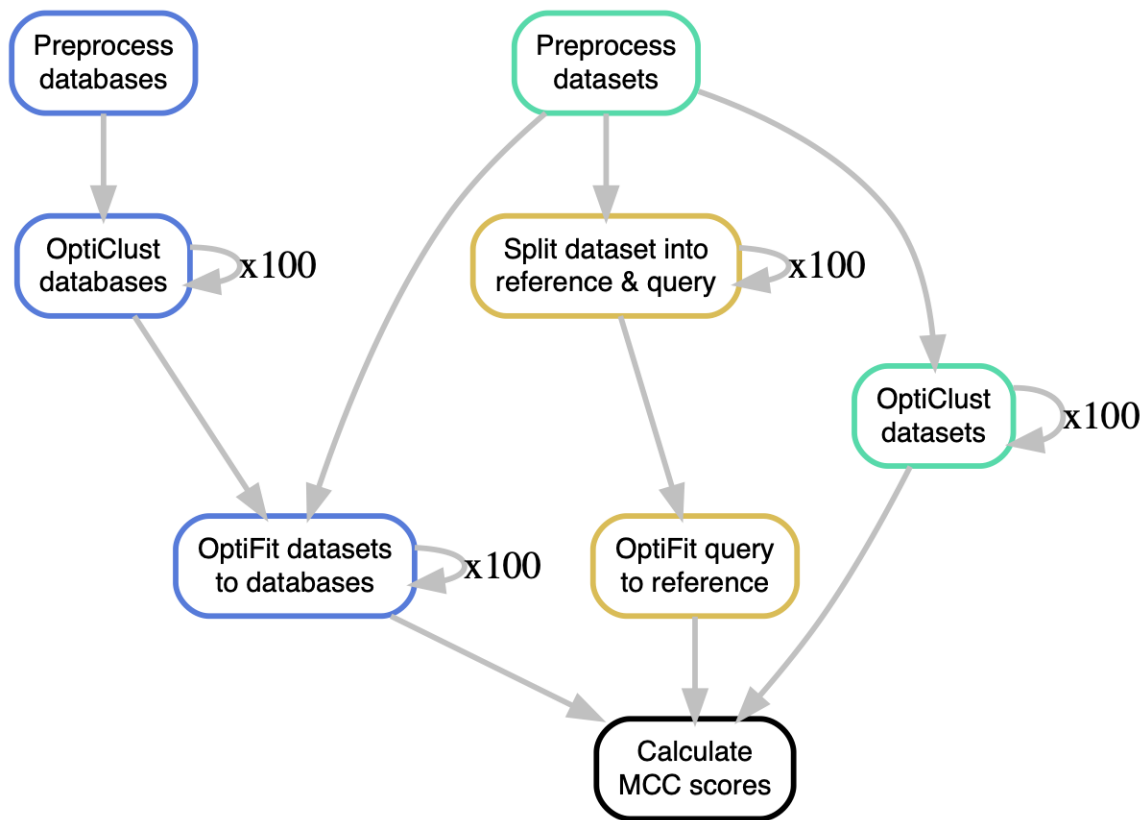 Preprocess
databases
Preprocess
datasets
OptiClust
databases
x100
Split dataset into
reference & query
x100
OptiClust
datasets
x100
OptiFit datasets
to databases
x100
OptiFit query
to reference
Calculate
MCC scores